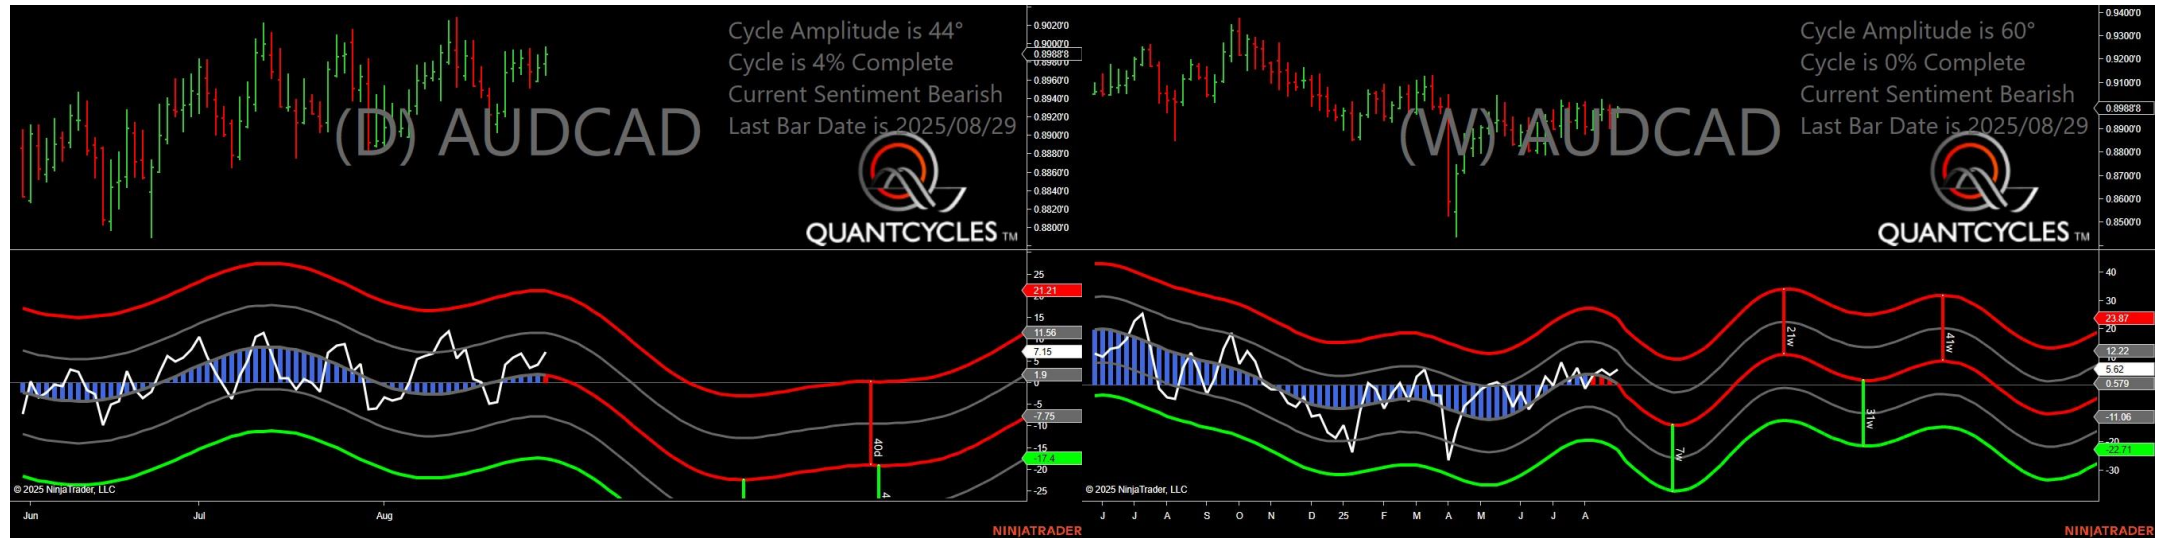 Cycle Amplitude is 44°
Cycle is 4% Complete
Current Sentiment Bearish
Last Bar Date is 2025/08/29
(D) AUDCAD
QUANTCYCLES TM
0.9020'0
0.9000'0
0.8988'8
0.8980'0
0.8960'0
0.8940'0
0.8920'0
0.8900'0
0.8880'0
0.8860'0
0.8840'0
0.8820'0
0.8800'0
25
21.21
15
11.56
7.15
5
1.9
0
-5
-7.75
-10
-15
-17.4
-20
-25
40d
4
© 2025 NinjaTrader, LLC
Jun
Jul
Aug
NINJATRADER
Cycle Amplitude is 60°
Cycle is 0% Complete
Current Sentiment Bearish
Last Bar Date is 2025/08/29
(W) AUDCAD
QUANTCYCLES TM
0.9400'0
0.9300'0
0.9200'0
0.9100'0
0.8988'8
0.8900'0
0.8800'0
0.8700'0
0.8600'0
0.8500'0
40
30
23.87
20
12.22
5.62
0.579
-11.06
-20
-22.71
-30
7w
21w
31w
41w
© 2025 NinjaTrader, LLC
J
J
A
S
O
N
D
25
F
M
A
M
J
J
A
NINJATRADER